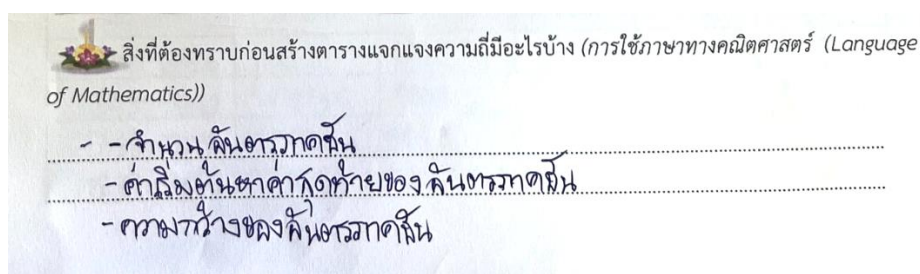 สิ่งที่ต้องทราบก่อนสร้างตารางแจกแจงความถี่มีอะไรบ้าง (การใช้ภาษาทางคณิตศาสตร์ (Language
of Mathematics))
- - จำนวนอันตรภาคชั้น
- ค่าเริ่มต้นหาค่าสุดท้ายของอันตรภาคชั้น
- ความกว้างของอันตรภาคชั้น